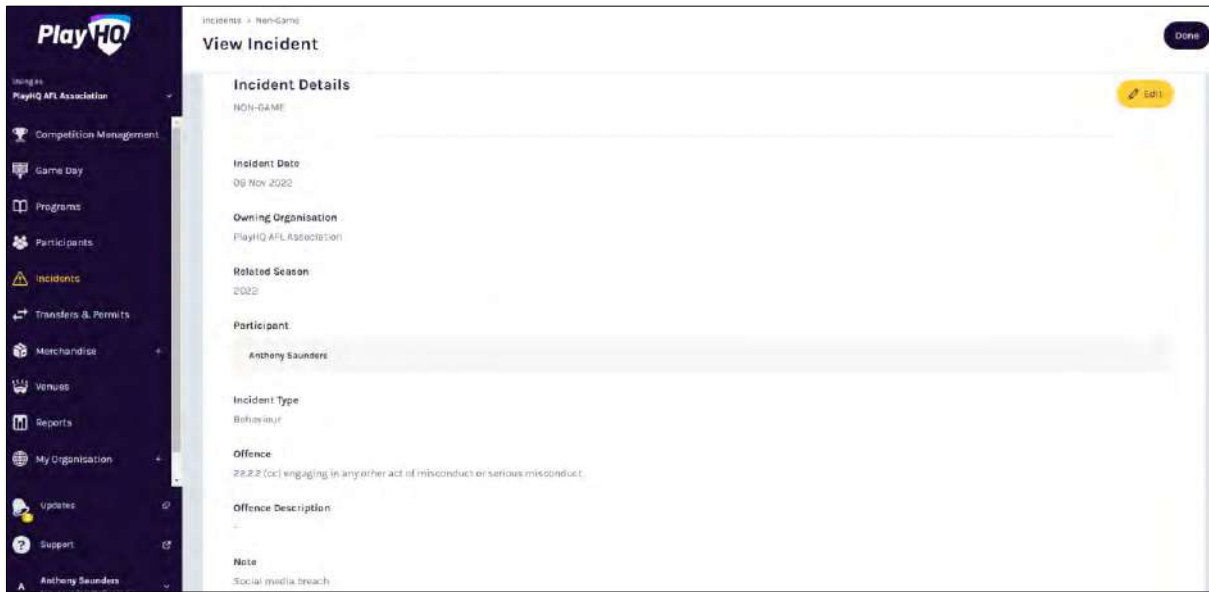 PlayHQ
Using as
PlayHQ AFL Association
Competition Management
Game Day
Programs
Participants
Incidents
Transfers & Permits
Merchandise +
Venues
Reports
My Organisation +
Updates
Support
A Anthony Saunders
Incidents > Non-Game
View Incident
Done
Incident Details
NON-GAME
Edit
Incident Date
Nov 2022
Owning Organisation
PlayHQ AFL Association
Related Season
2022
Participant
Anthony Saunders
Incident Type
Behaviour
Offence
22.2.2 (cc) engaging in any other act of misconduct or serious misconduct
Offence Description
-
Note
Social media breach